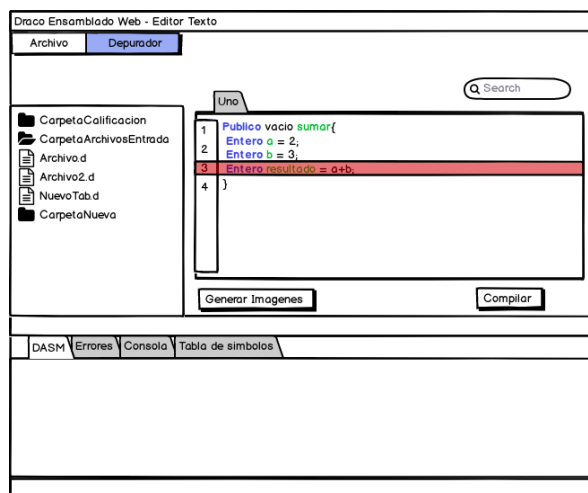 Draco Ensamblado Web - Editor Texto
Archivo Depurador
Search
Uno
CarpetaCalificacion
CarpetaArchivosEntrada
Archivo.d
Archivo2.d
NuevoTab.d
CarpetaNueva
1 Publico vacio sumar{
2 Entero a = 2;
Entero b = 3;
3 Entero resultado = a+b;
4 }
Generar Imagenes Compilar
DASM Errores Consola Tabla de simbolos